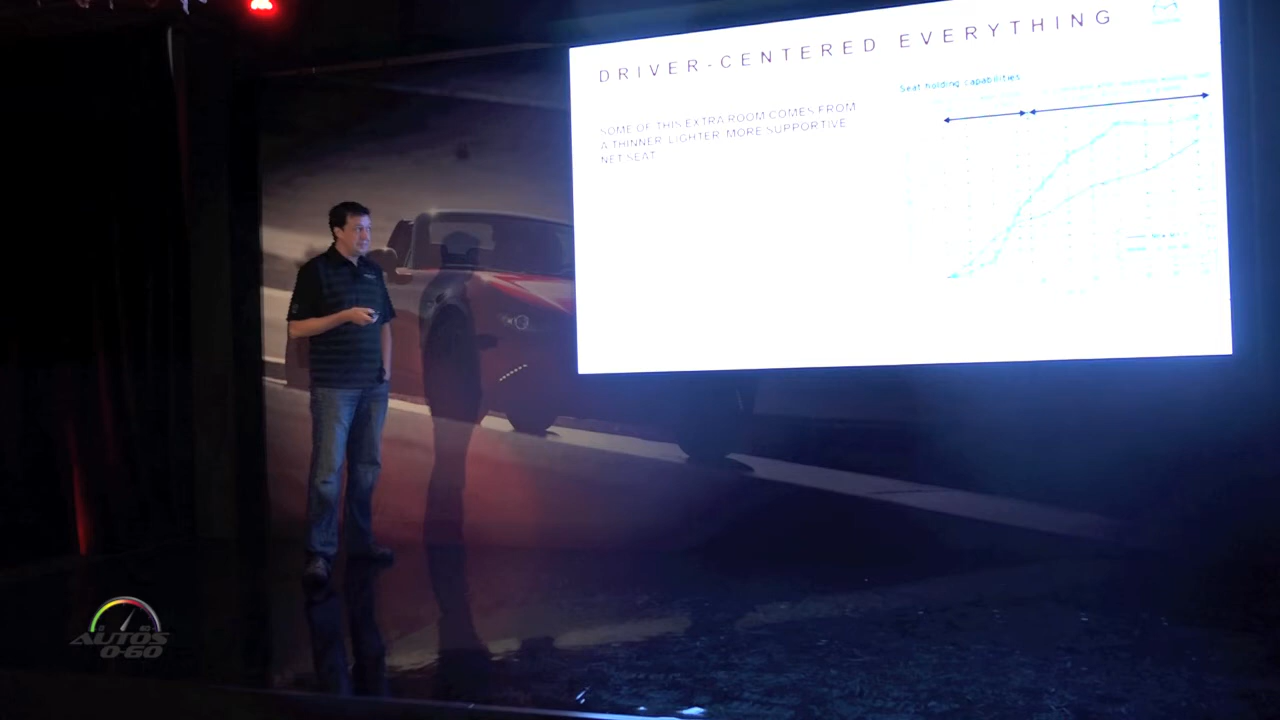 DRIVER-CENTERED EVERYTHING
SOME OF THIS EXTRA ROOM COMES FROM
A THINNER, LIGHTER, MORE SUPPORTIVE
NET SEAT
Seat holding capabilities
AUTOS
0-60